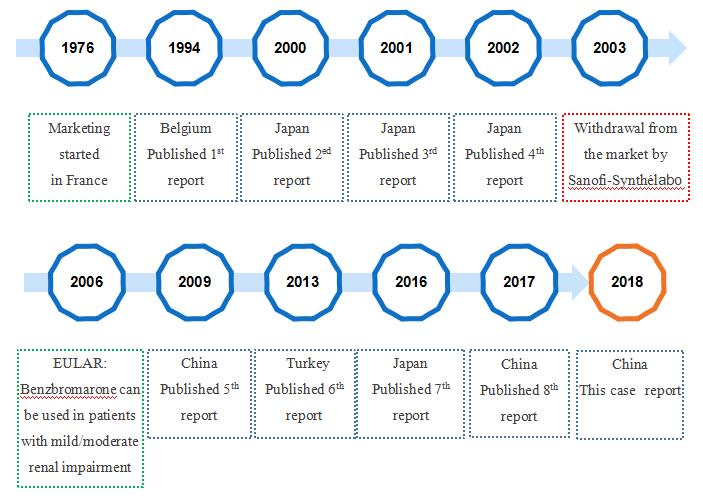 1976
1994
2000
2001
2002
2003
Marketing
started
in France
Belgium
Published 1st
report
Japan
Published 2ed
report
Japan
Published 3rd
report
Japan
Published 4th
report
Withdrawal from
the market by
Sanofi-Synthélabo
2006
2009
2013
2016
2017
2018
EULAR:
Benzbromarone can
be used in patients
with mild/moderate
renal impairment
China
Published 5th
report
Turkey
Published 6th
report
Japan
Published 7th
report
China
Published 8th
report
China
This case report